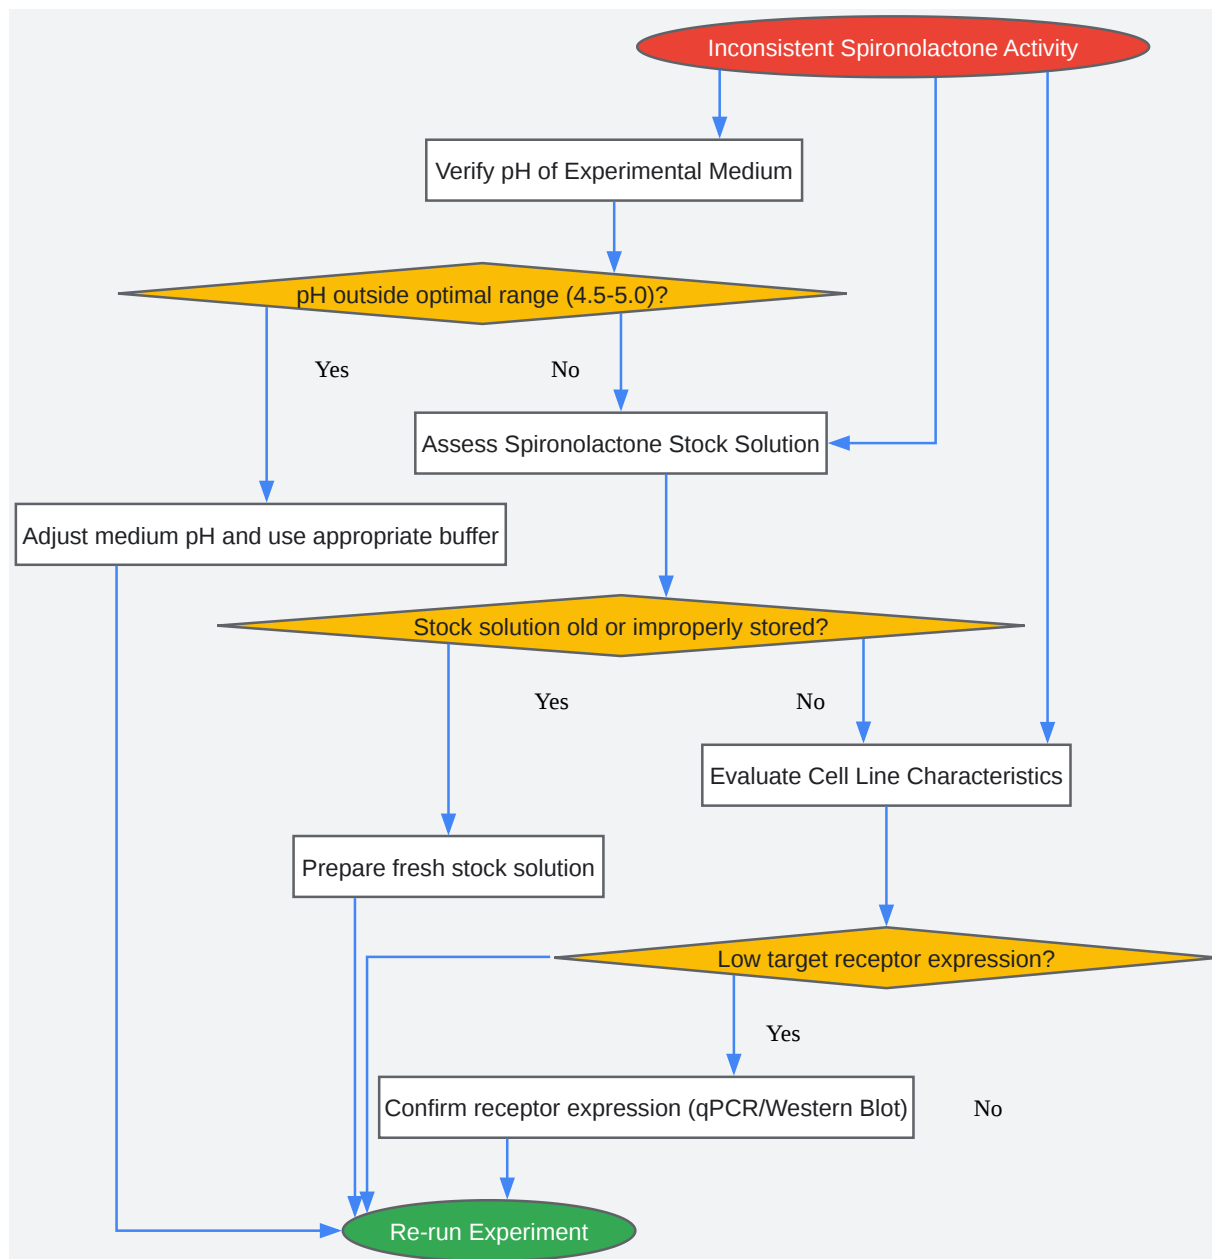 Inconsistent Spironolactone Activity
Verify pH of Experimental Medium
pH outside optimal range (4.5-5.0)?
Yes
No
Assess Spironolactone Stock Solution
Adjust medium pH and use appropriate buffer
Stock solution old or improperly stored?
Yes
No
Evaluate Cell Line Characteristics
Prepare fresh stock solution
Low target receptor expression?
Yes
Confirm receptor expression (qPCR/Western Blot)
No
Re-run Experiment